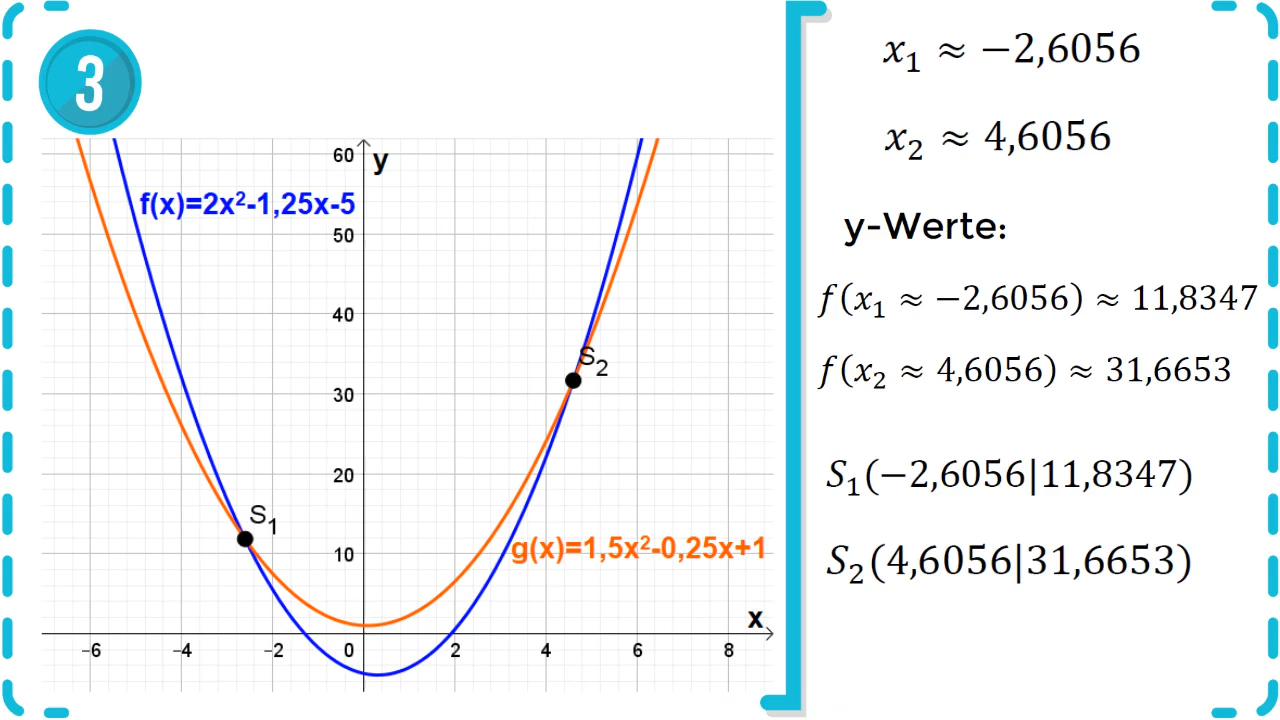 3
60
y
f(x)=2x²-1,25x-5
50
40
S₂
30
20
S₁
10
g(x)=1,5x²-0,25x+1
x
−6 −4 −2 0 2 4 6 8
x₁ ≈ −2,6056
x₂ ≈ 4,6056
y-Werte:
f(x₁ ≈ −2,6056) ≈ 11,8347
f(x₂ ≈ 4,6056) ≈ 31,6653
S₁(−2,6056|11,8347)
S₂(4,6056|31,6653)